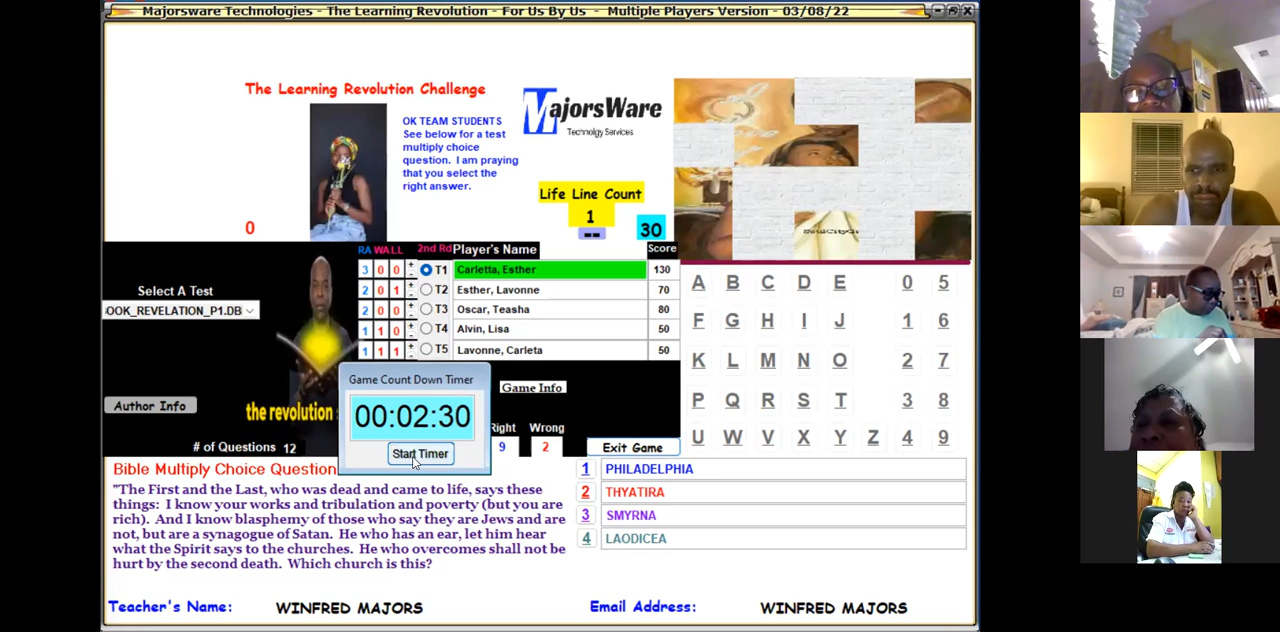 Majorsware Technologies - The Learning Revolution - For Us By Us - Multiple Players Version - 03/08/22
The Learning Revolution Challenge
MajorsWare
Technolgy Services
OK TEAM STUDENTS
See below for a test
multiply choice
question. I am praying
that you select the
right answer.
Life Line Count
1
--
30
0
RA WALL 2nd Rd Player's Name Score
3 0 0 + - T1 Carletta, Esther 130
2 0 1 + - T2 Esther, Lavonne 70
2 0 0 + - T3 Oscar, Teasha 80
1 1 0 + - T4 Alvin, Lisa 50
1 1 1 + - T5 Lavonne, Carleta 50
Select A Test
OOK_REVELATION_P1.DB
Author Info
the revolution
# of Questions 12
Game Count Down Timer
00:02:30
Start Timer
Game Info
Right Wrong
9 2
Exit Game
A B C D E 0 5
F G H I J 1 6
K L M N O 2 7
P Q R S T 3 8
U W V X Y Z 4 9
Bible Multiply Choice Question
"The First and the Last, who was dead and came to life, says these
things: I know your works and tribulation and poverty (but you are
rich). And I know blasphemy of those who say they are Jews and are
not, but are a synagogue of Satan. He who has an ear, let him hear
what the Spirit says to the churches. He who overcomes shall not be
hurt by the second death. Which church is this?
1 PHILADELPHIA
2 THYATIRA
3 SMYRNA
4 LAODICEA
Teacher's Name: WINFRED MAJORS Email Address: WINFRED MAJORS